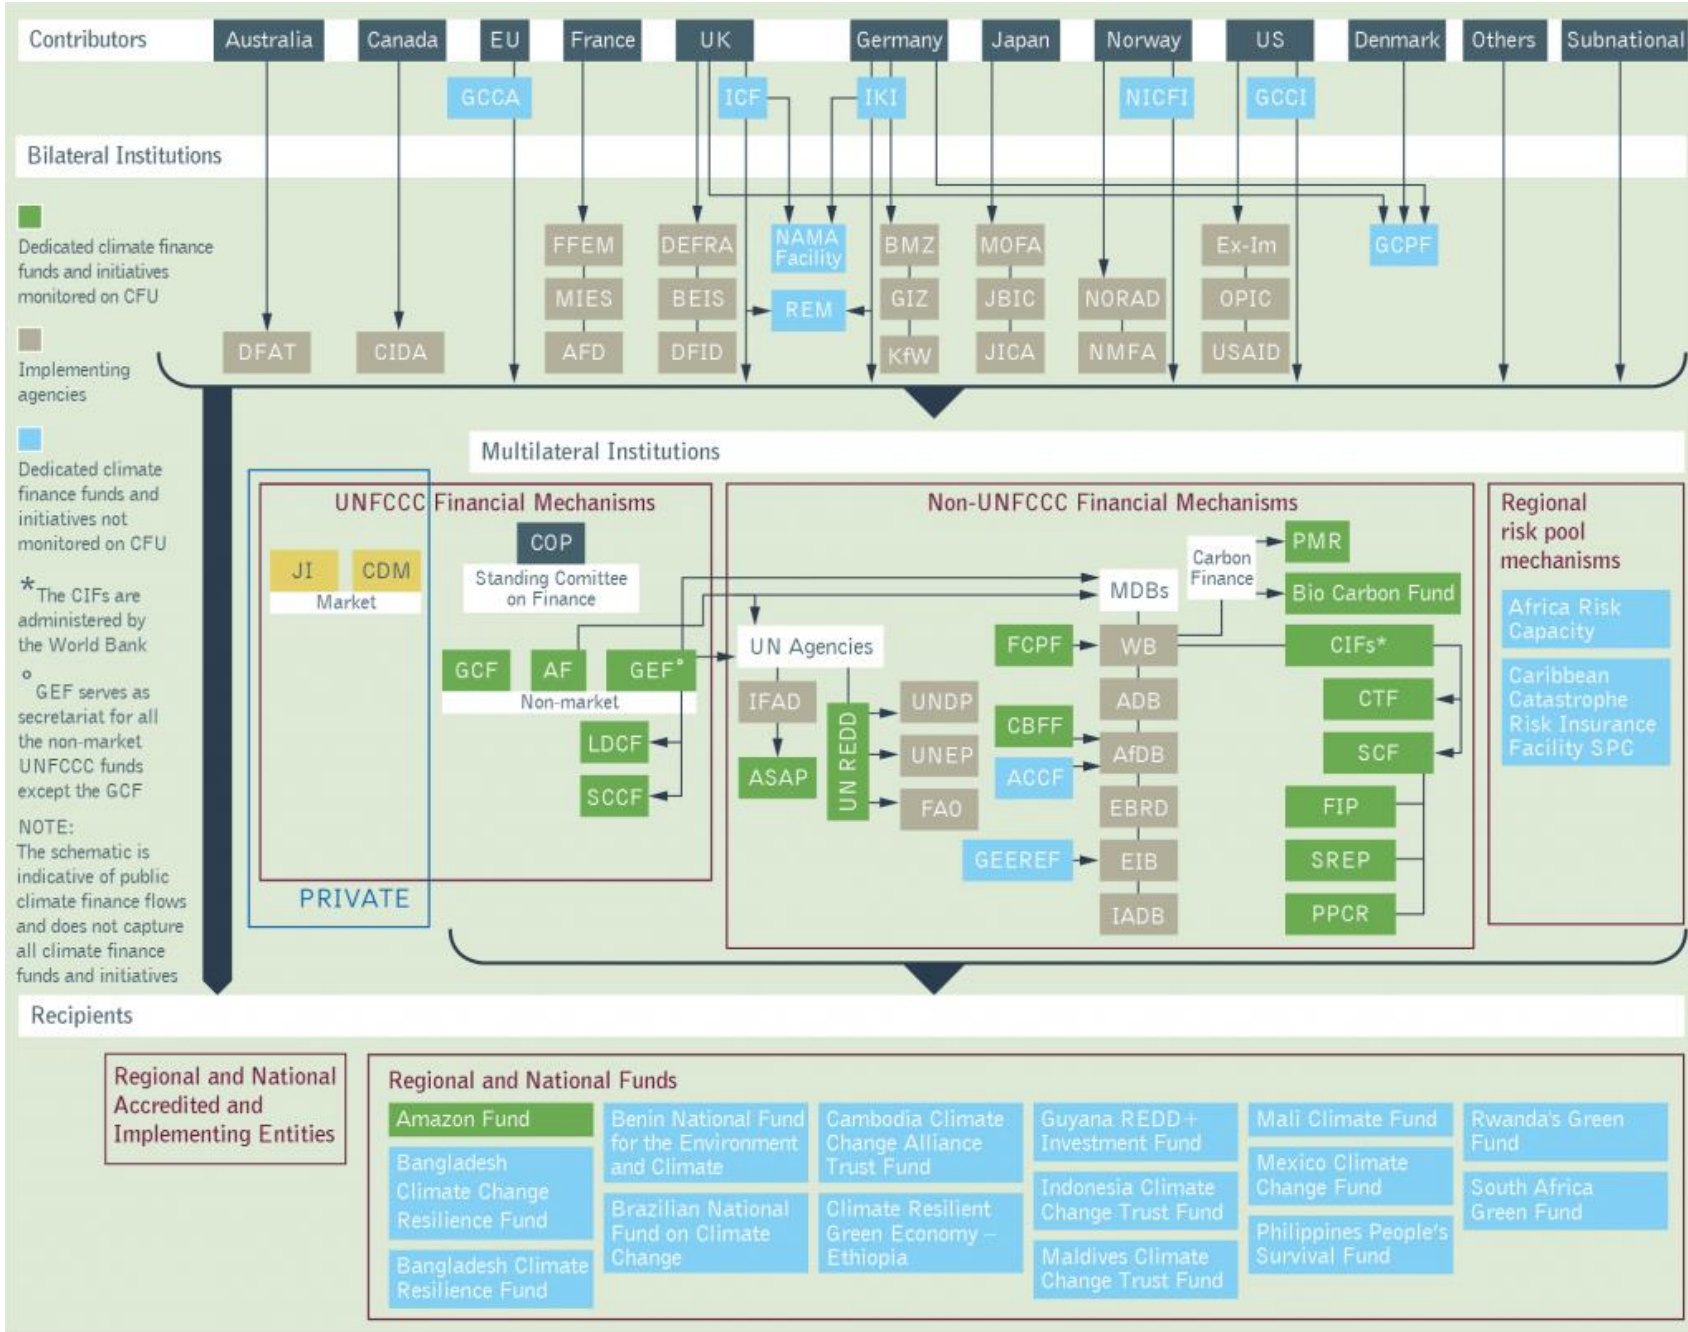 Contributors
Australia
Canada
EU
France
UK
Germany
Japan
Norway
US
Denmark
Others
Subnational
GCCA
ICF
IKI
NICFI
GCCI
Bilateral Institutions
Dedicated climate finance
funds and initiatives
monitored on CFU
Implementing
agencies
Dedicated climate
finance funds and
initiatives not
monitored on CFU
*The CIFs are
administered by
the World Bank
° GEF serves as
secretariat for all
the non-market
UNFCCC funds
except the GCF
NOTE:
The schematic is
indicative of public
climate finance flows
and does not capture
all climate finance
funds and initiatives
FFEM
DEFRA
NAMA
Facility
BMZ
MOFA
Ex-Im
GCPF
MIES
BEIS
REM
GIZ
JBIC
NORAD
OPIC
DFAT
CIDA
AFD
DFID
KfW
JICA
NMFA
USAID
Multilateral Institutions
UNFCCC Financial Mechanisms
COP
Standing Comittee
on Finance
JI
CDM
Market
GCF
AF
GEF°
Non-market
LDCF
SCCF
PRIVATE
Non-UNFCCC Financial Mechanisms
UN Agencies
IFAD
ASAP
UN REDD
UNDP
UNEP
FAO
MDBs
FCPF
WB
ADB
CBFF
AfDB
ACCF
EBRD
GEEREF
EIB
IADB
Carbon
Finance
PMR
Bio Carbon Fund
CIFs*
CTF
SCF
FIP
SREP
PPCR
Regional
risk pool
mechanisms
Africa Risk
Capacity
Caribbean
Catastrophe
Risk Insurance
Facility SPC
Recipients
Regional and National
Accredited and
Implementing Entities
Regional and National Funds
Amazon Fund
Bangladesh
Climate Change
Resilience Fund
Bangladesh Climate
Resilience Fund
Benin National Fund
for the Environment
and Climate
Brazilian National
Fund on Climate
Change
Cambodia Climate
Change Alliance
Trust Fund
Climate Resilient
Green Economy –
Ethiopia
Guyana REDD+
Investment Fund
Indonesia Climate
Change Trust Fund
Maldives Climate
Change Trust Fund
Mali Climate Fund
Mexico Climate
Change Fund
Philippines People's
Survival Fund
Rwanda's Green
Fund
South Africa
Green Fund